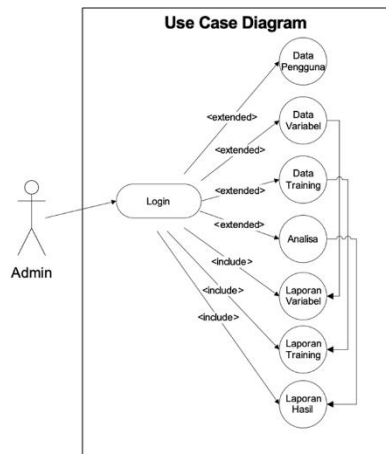 Use Case Diagram
Data
Pengguna
<extended>
Data
Variabel
<extended>
Data
Training
<extended>
Login
Analisa
<extended>
Admin
<include>
Laporan
Variabel
<include>
Laporan
Training
<include>
Laporan
Hasil